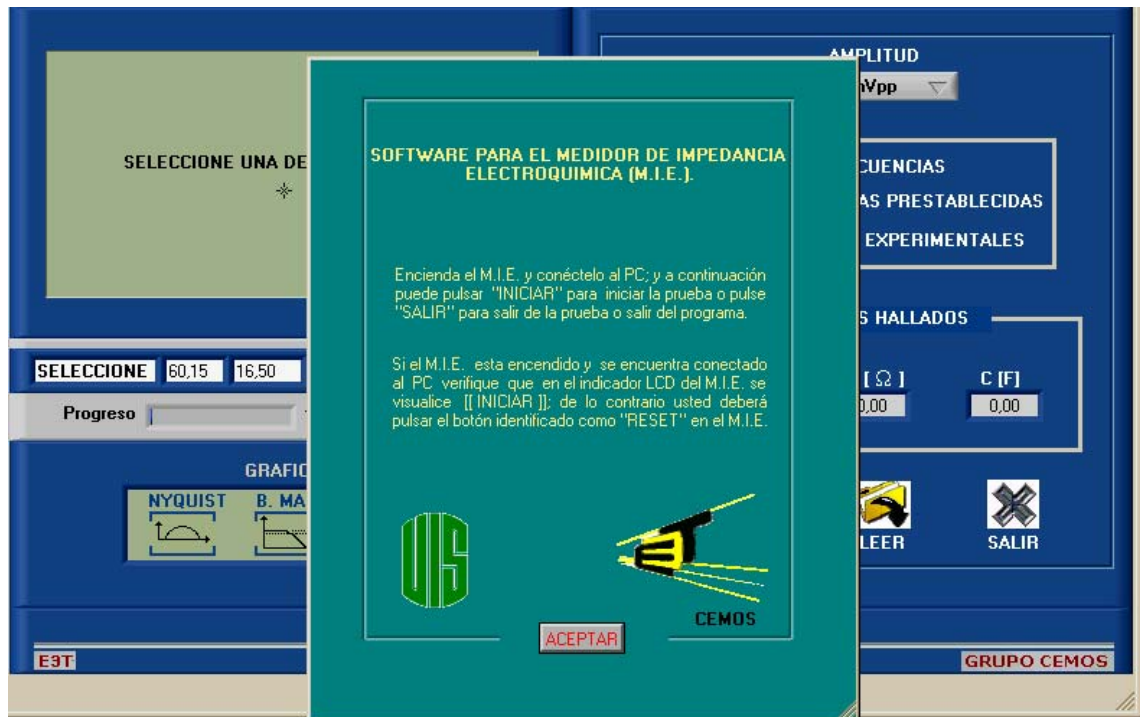 AMPLITUD
SELECCIONE UNA DE
CUENCIAS
AS PRESTABLECIDAS
EXPERIMENTALES
S HALLADOS
[ Ω ] C [F]
0,00 0,00
SELECCIONE 60,15 16,50
Progreso
GRAFIC
NYQUIST B. MA
LEER SALIR
E3T
GRUPO CEMOS
SOFTWARE PARA EL MEDIDOR DE IMPEDANCIA
ELECTROQUIMICA (M.I.E.).
Encienda el M.I.E. y conéctelo al PC; y a continuación
puede pulsar "INICIAR" para iniciar la prueba o pulse
"SALIR" para salir de la prueba o salir del programa.
Si el M.I.E. esta encendido y se encuentra conectado
al PC verifique que en el indicador LCD del M.I.E. se
visualice [[ INICIAR ]]; de lo contrario usted deberá
pulsar el botón identificado como "RESET" en el M.I.E.
UIS
CEMOS
ACEPTAR